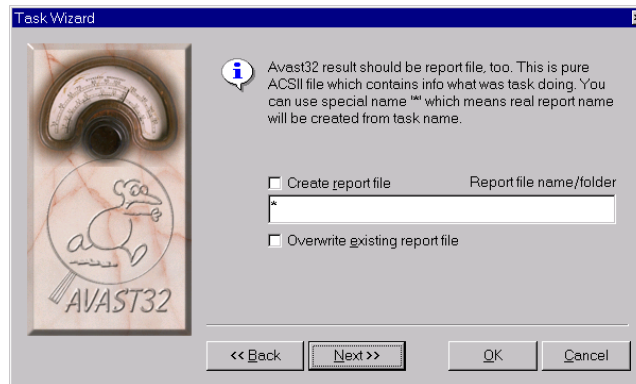 Task Wizard
Avast32 result should be report file, too. This is pure
ACSII file which contains info what was task doing. You
can use special name "*" which means real report name
will be created from task name.
Create report file
Report file name/folder
*
Overwrite existing report file
AVAST32
<< Back
Next >>
OK
Cancel